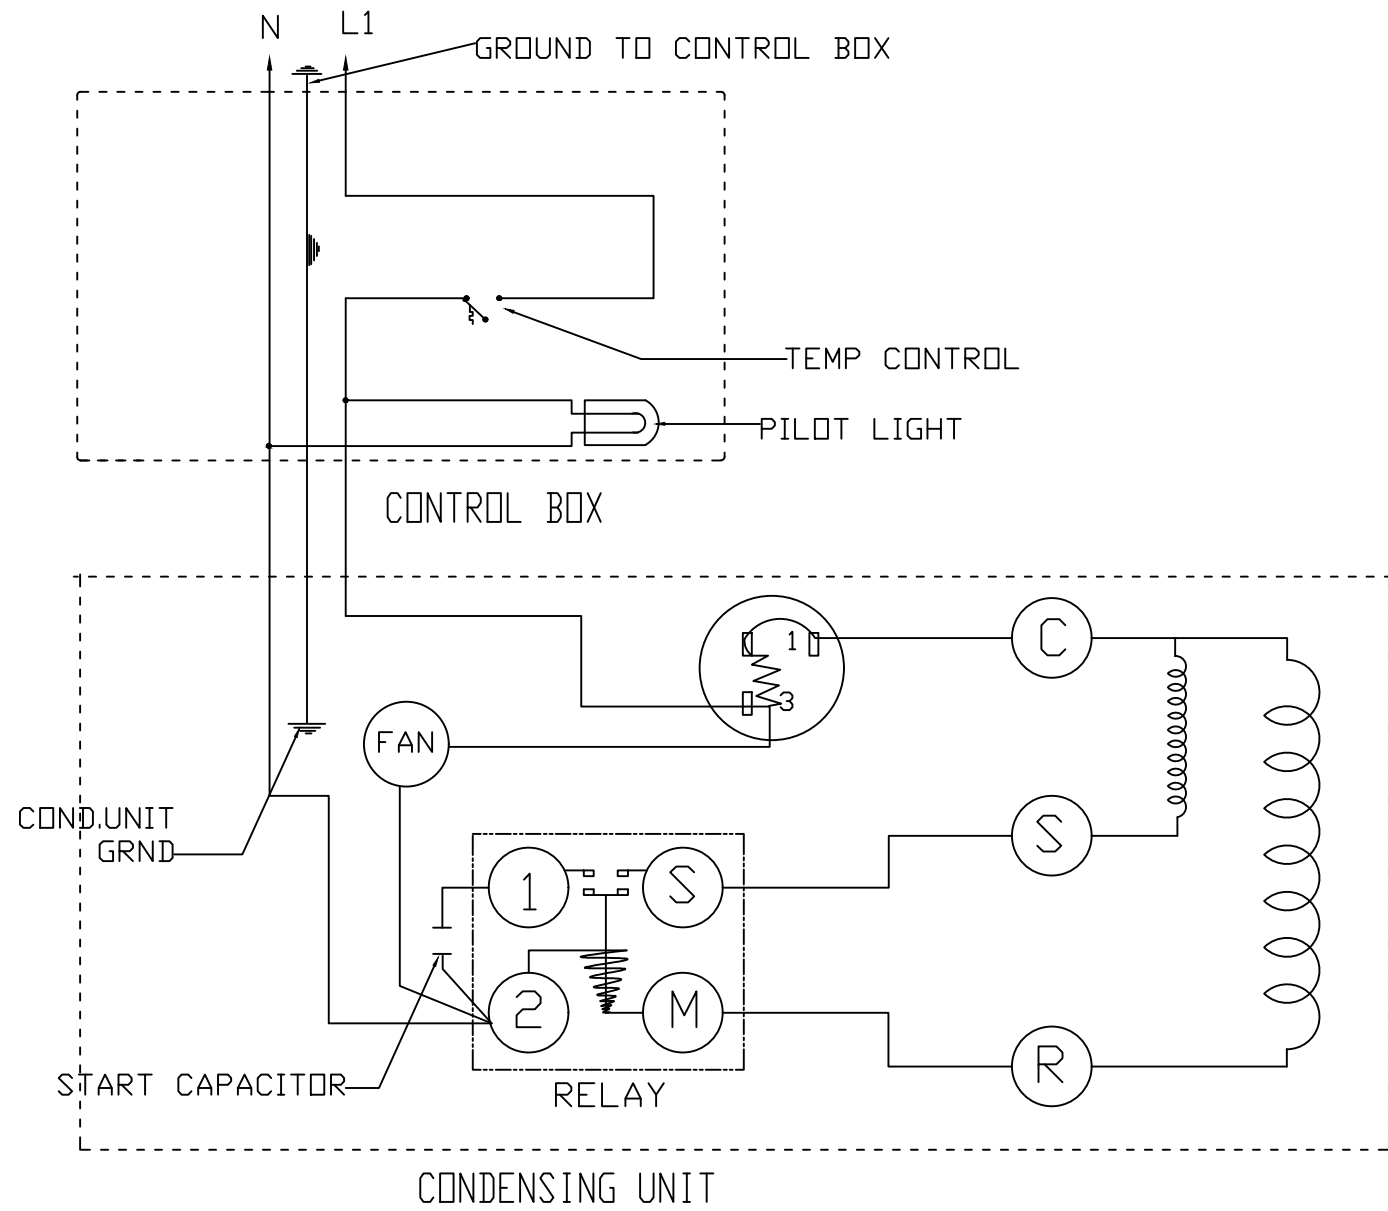 N
L1
GROUND TO CONTROL BOX
TEMP CONTROL
PILOT LIGHT
CONTROL BOX
1
3
C
FAN
COND.UNIT
GRND
S
1
S
2
M
R
START CAPACITOR
RELAY
CONDENSING UNIT